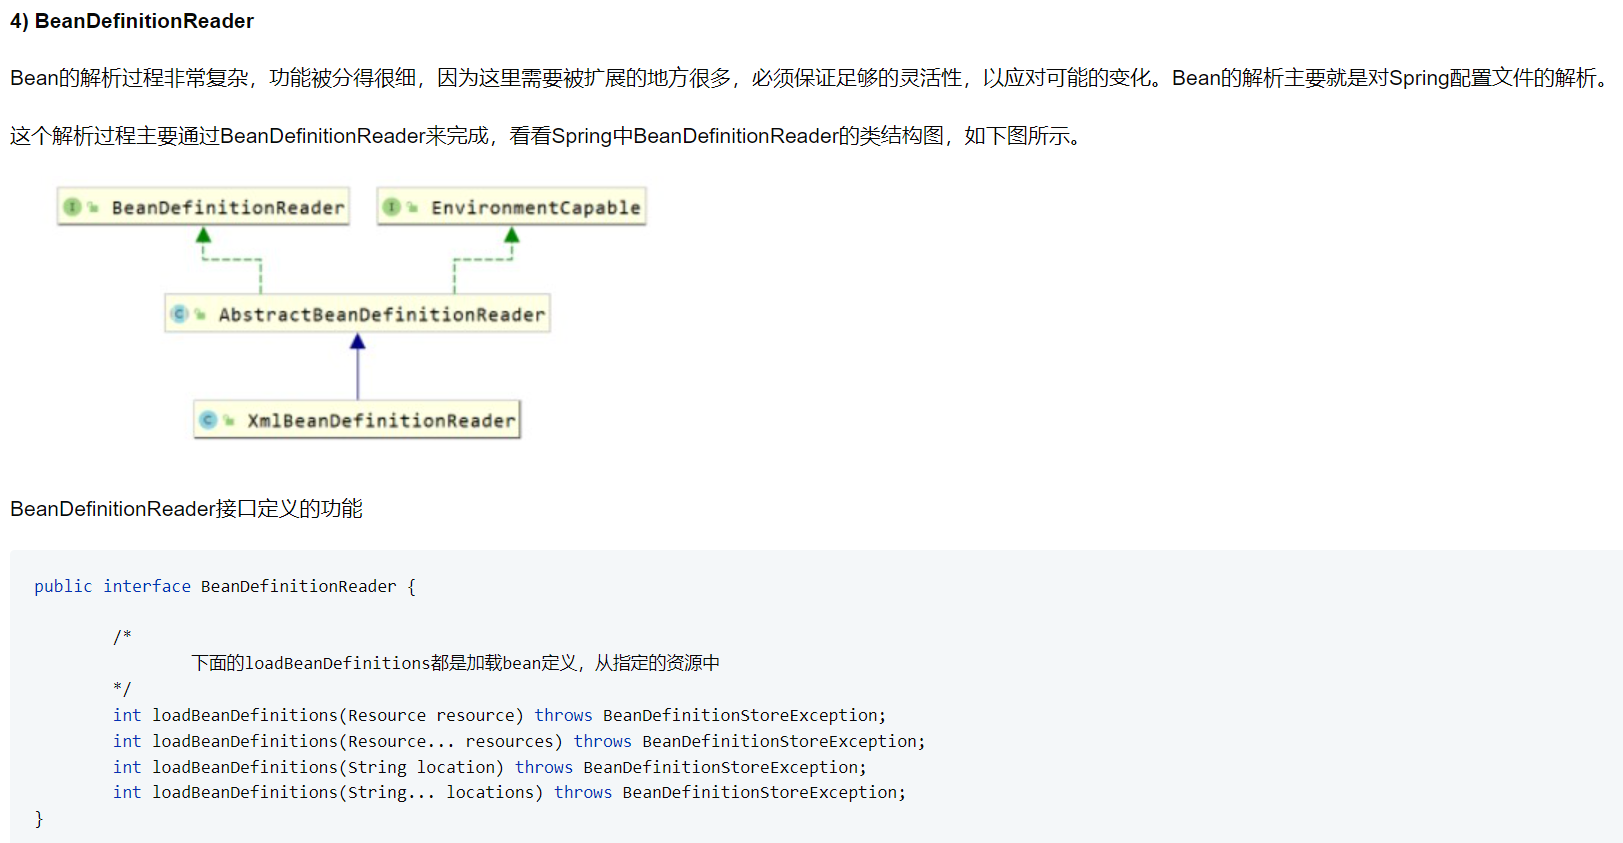 4) BeanDefinitionReader
Bean的解析过程非常复杂，功能被分得很细，因为这里需要被扩展的地方很多，必须保证足够的灵活性，以应对可能的变化。Bean的解析主要就是对Spring配置文件的解析。
这个解析过程主要通过BeanDefinitionReader来完成，看看Spring中BeanDefinitionReader的类结构图，如下图所示。
I BeanDefinitionReader
I EnvironmentCapable
C AbstractBeanDefinitionReader
C XmlBeanDefinitionReader
BeanDefinitionReader接口定义的功能
public interface BeanDefinitionReader {
/*
下面的loadBeanDefinitions都是加载bean定义，从指定的资源中
*/
int loadBeanDefinitions(Resource resource) throws BeanDefinitionStoreException;
int loadBeanDefinitions(Resource... resources) throws BeanDefinitionStoreException;
int loadBeanDefinitions(String location) throws BeanDefinitionStoreException;
int loadBeanDefinitions(String... locations) throws BeanDefinitionStoreException;
}